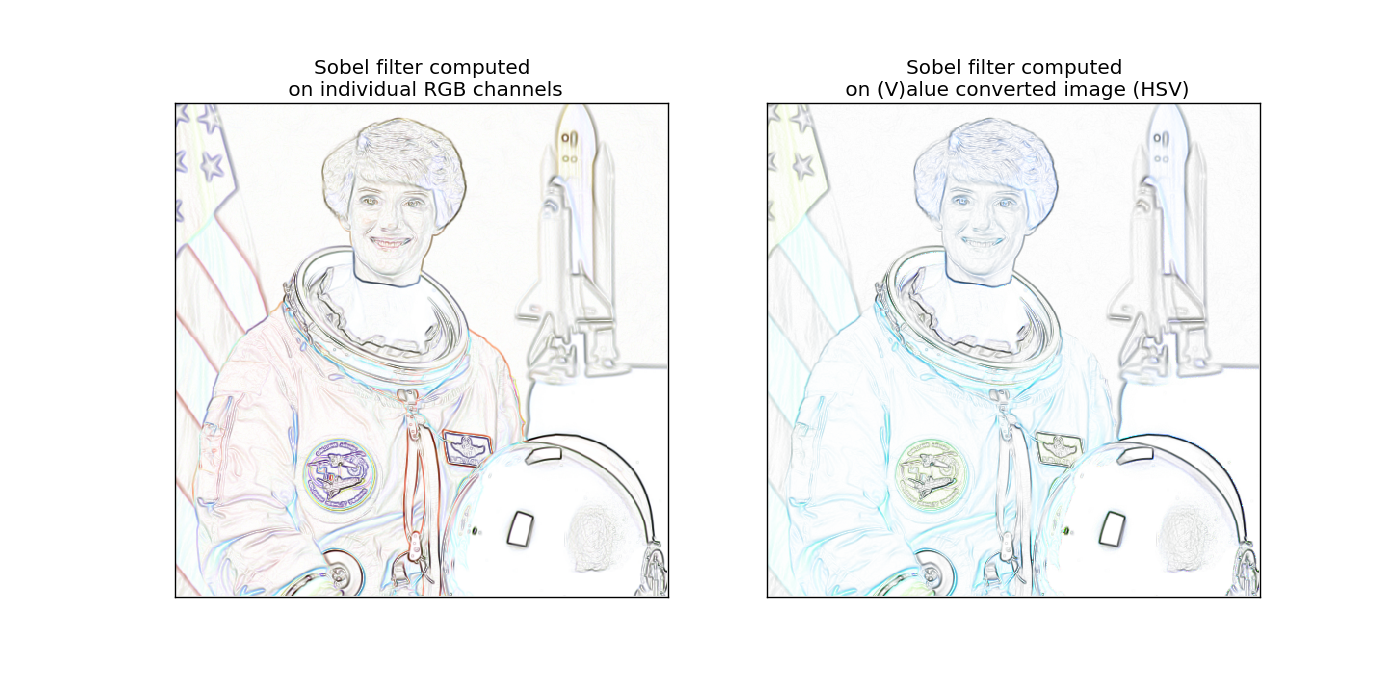 Sobel filter computed
on individual RGB channels
Sobel filter computed
on (V)alue converted image (HSV)